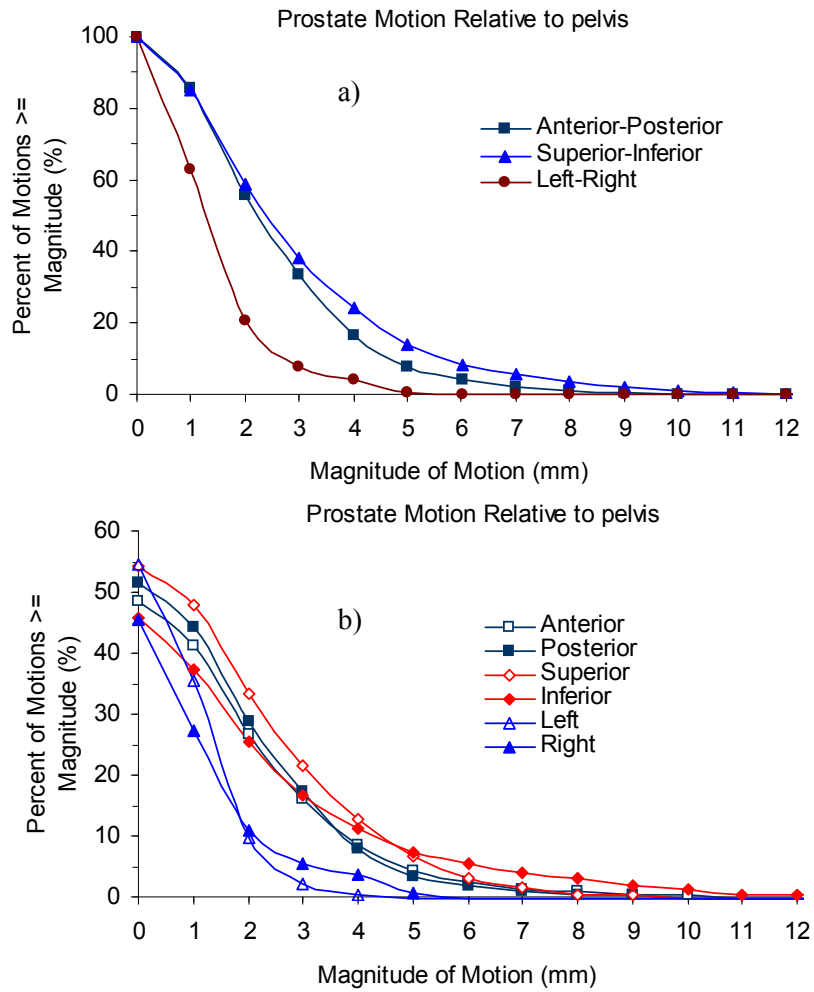 Prostate Motion Relative to pelvis
a)
Percent of Motions >=
Magnitude (%)
100
80
60
40
20
0
Anterior-Posterior
Superior-Inferior
Left-Right
0 1 2 3 4 5 6 7 8 9 10 11 12
Magnitude of Motion (mm)
Prostate Motion Relative to pelvis
b)
Percent of Motions >=
Magnitude (%)
60
50
40
30
20
10
0
Anterior
Posterior
Superior
Inferior
Left
Right
0 1 2 3 4 5 6 7 8 9 10 11 12
Magnitude of Motion (mm)